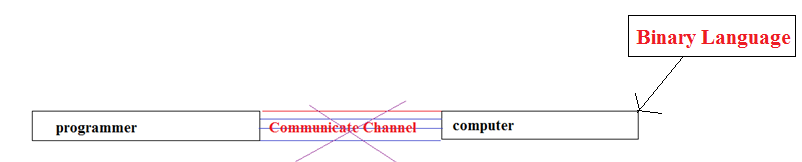 Binary Language
programmer
Communicate Channel
computer